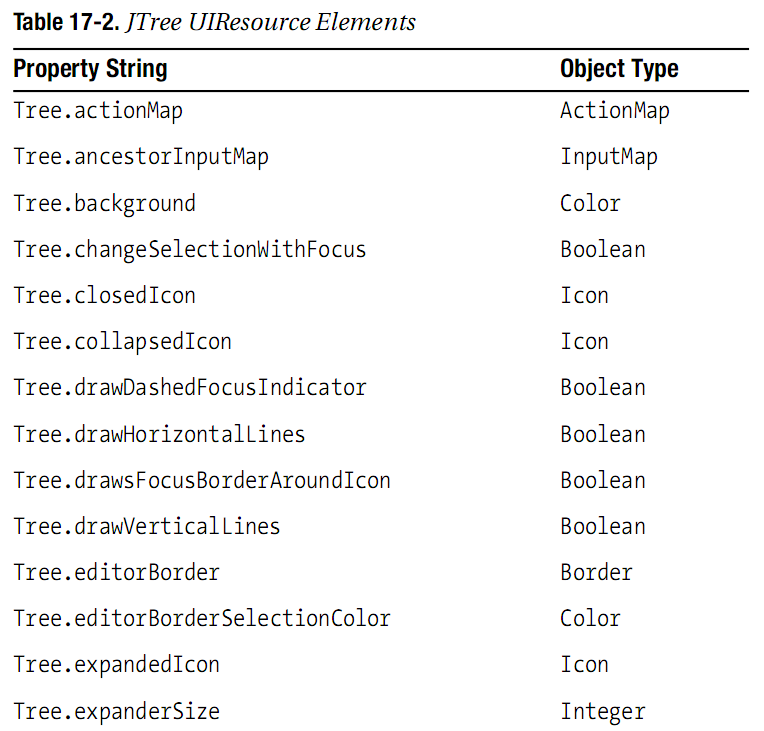 Table 17-2. JTree UIResource Elements
Property String Object Type
Tree.actionMap ActionMap
Tree.ancestorInputMap InputMap
Tree.background Color
Tree.changeSelectionWithFocus Boolean
Tree.closedIcon Icon
Tree.collapsedIcon Icon
Tree.drawDashedFocusIndicator Boolean
Tree.drawHorizontalLines Boolean
Tree.drawsFocusBorderAroundIcon Boolean
Tree.drawVerticalLines Boolean
Tree.editorBorder Border
Tree.editorBorderSelectionColor Color
Tree.expandedIcon Icon
Tree.expanderSize Integer